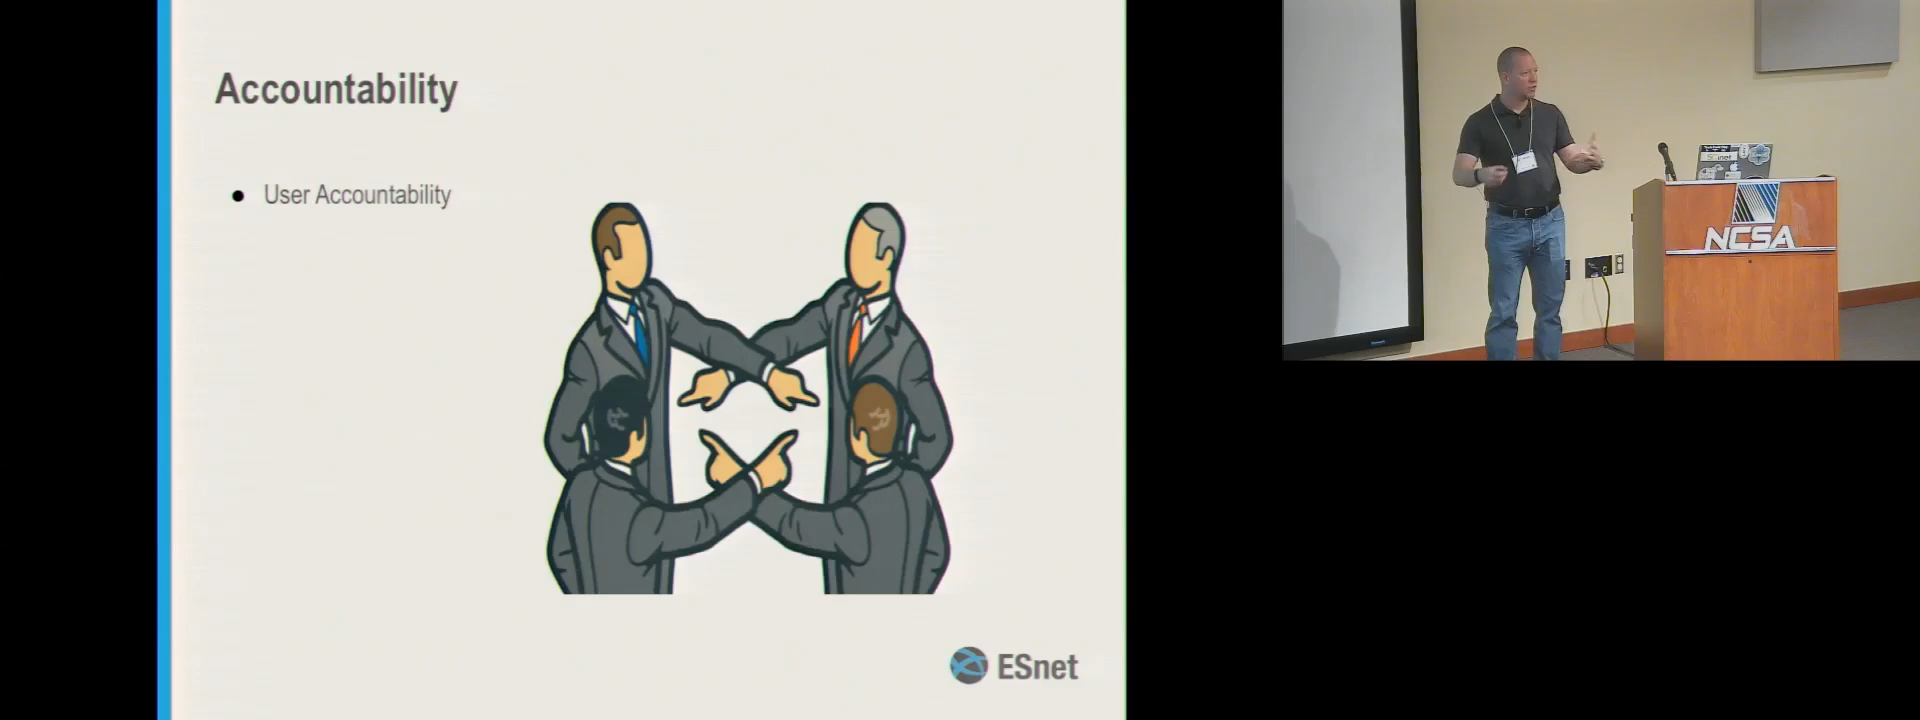 Accountability
● User Accountability
ESnet
NCSA